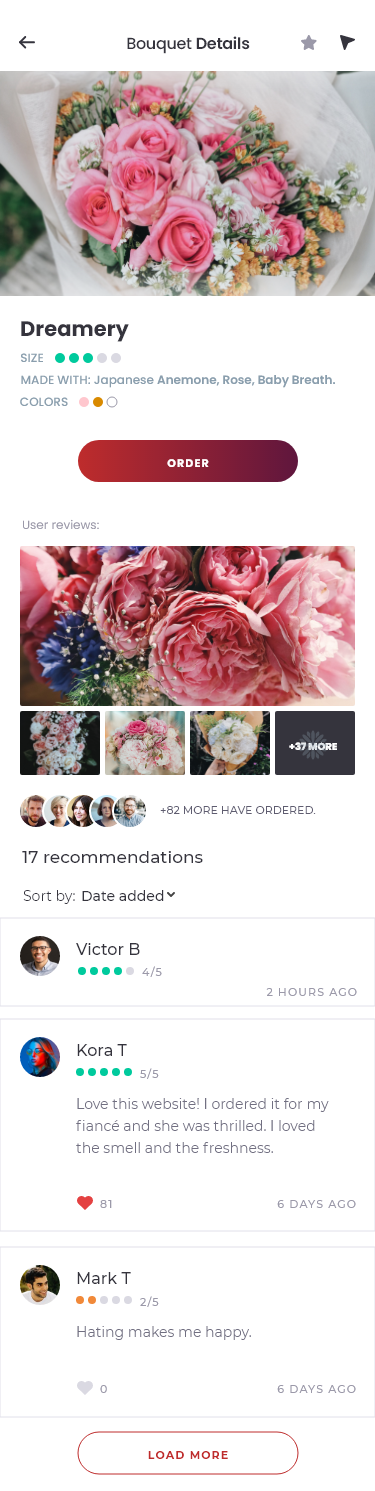 Bouquet Details
Dreamery
SIZE
MADE WITH: Japanese Anemone, Rose, Baby Breath.
COLORS
ORDER
User reviews:
+37 MORE
+82 MORE HAVE ORDERED.
17 recommendations
Sort by: Date added
Victor B
4/5
2 HOURS AGO
Kora T
5/5
Love this website! I ordered it for my
fiancé and she was thrilled. I loved
the smell and the freshness.
81
6 DAYS AGO
Mark T
2/5
Hating makes me happy.
0
6 DAYS AGO
LOAD MORE